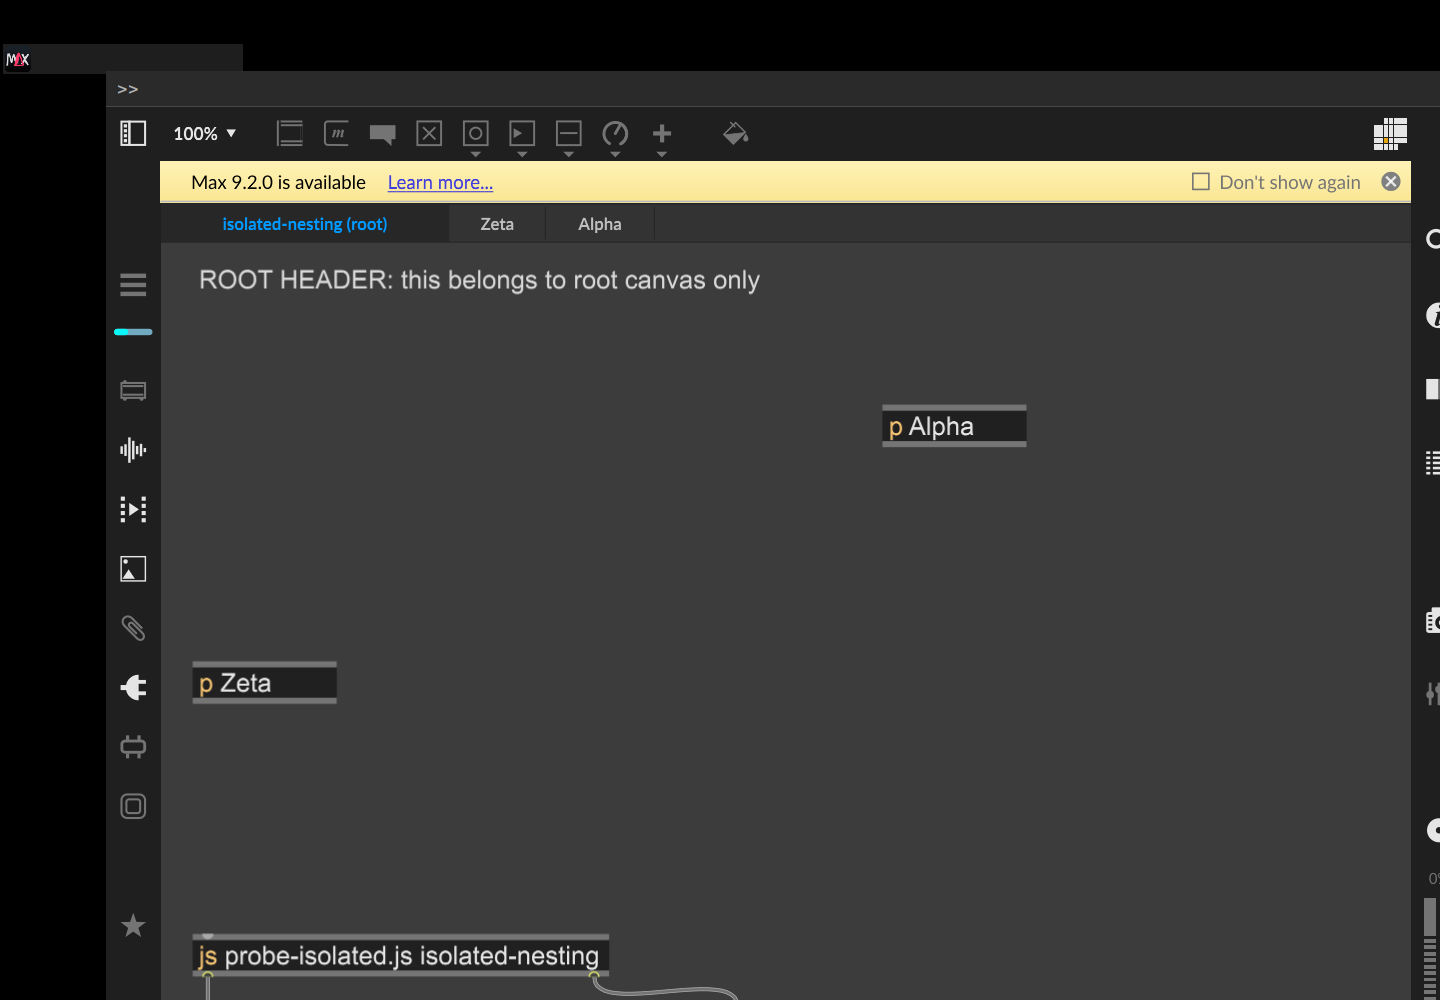 MAX
>>
100%
m
Max 9.2.0 is available Learn more... Don't show again
isolated-nesting (root) Zeta Alpha
ROOT HEADER: this belongs to root canvas only
p Alpha
p Zeta
js probe-isolated.js isolated-nesting